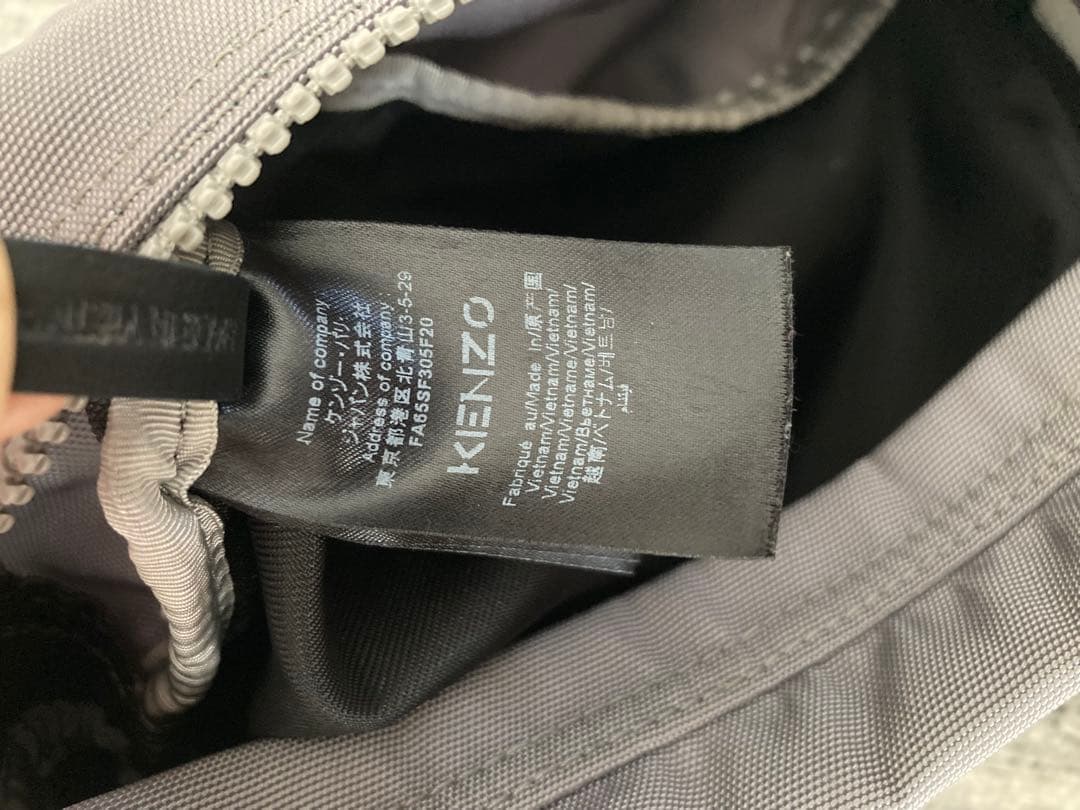 Name of company
ケンゾー・パリ
ジャパン株式会社
Address of company:
東京都港区北青山3-5-29
FA65SF305F20
KENZO
Fabriqué au/Made In/原产国
Vietnam/Vietnam/Vietnam/
Vietnam/Vietname/Vietnam/
Vietnam/Вьетнам/Vietnam/
越南/ベトナム/베트남/
فيتنام